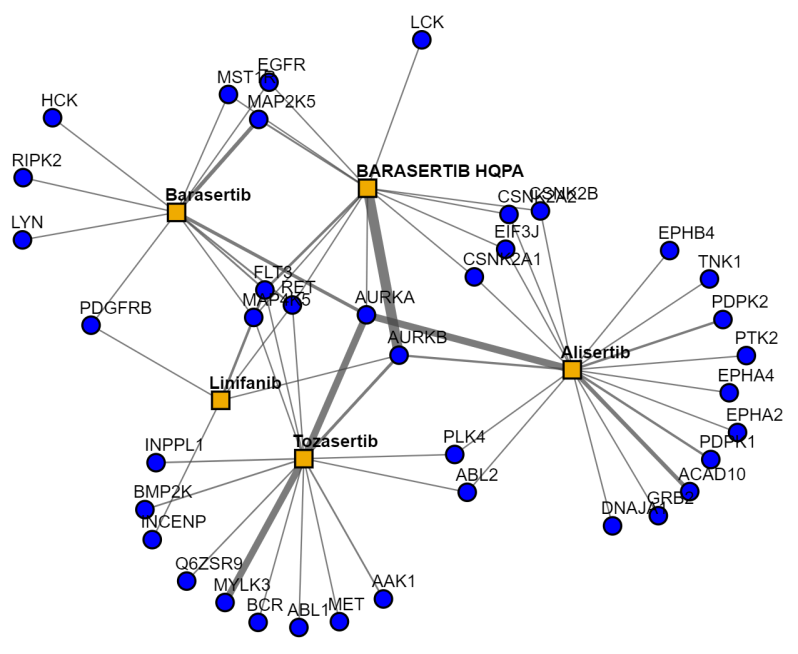 LCK
EGFR
MST1R
MAP2K5
HCK
RIPK2
LYN
Barasertib
BARASERTIB HQPA
CSNK2A2
CSNK2B
EIF3J
CSNK2A1
EPHB4
TNK1
PDPK2
PTK2
EPHA4
EPHA2
PDPK1
ACAD10
GRB2
DNAJA1
Alisertib
FLT3
RET
MAP4K5
AURKA
AURKB
PDGFRB
Linifanib
Tozasertib
PLK4
ABL2
INPPL1
BMP2K
INCENP
Q6ZSR9
MYLK3
BCR
ABL1
MET
AAK1